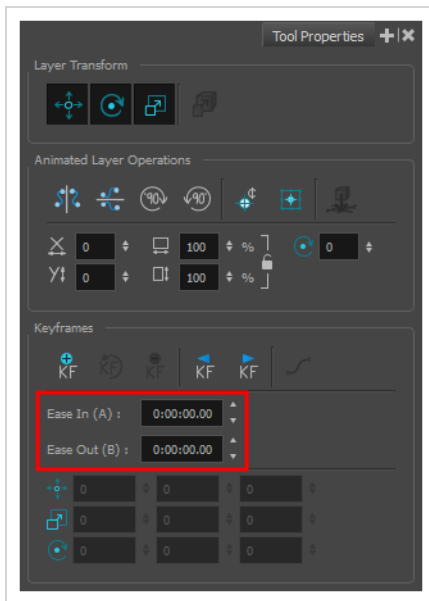 Tool Properties
Layer Transform
Animated Layer Operations
90 90
X 0 100 % 0
Y 0 100 %
Keyframes
KF KF KF KF KF
Ease In (A) : 0:00:00.00
Ease Out (B) : 0:00:00.00
0 0 0
0 0 0
0 0 0